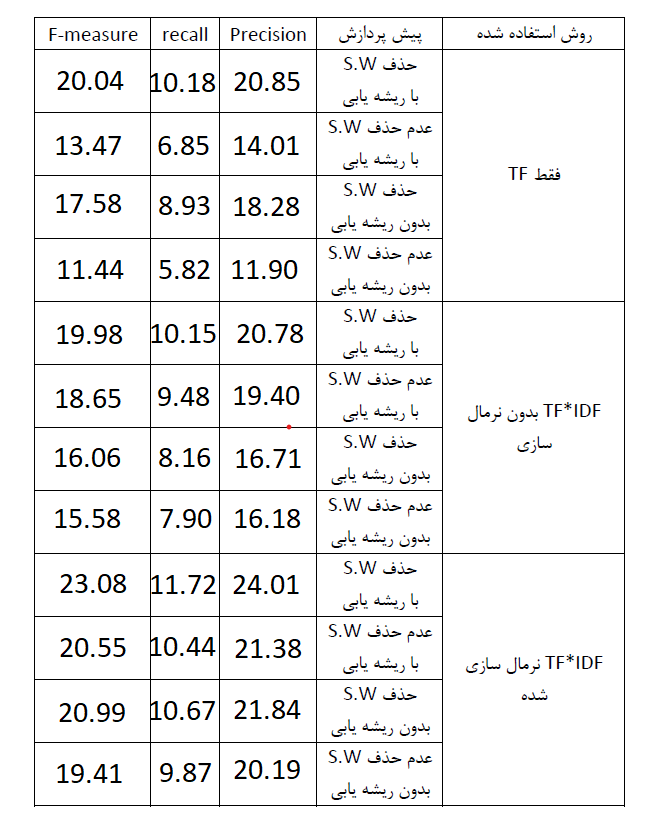 روش استفاده شده | پیش پردازش | Precision | recall | F-measure
فقط TF
حذف S.W
با ریشه یابی
20.85 | 10.18 | 20.04
عدم حذف S.W
با ریشه یابی
14.01 | 6.85 | 13.47
حذف S.W
بدون ریشه یابی
18.28 | 8.93 | 17.58
عدم حذف S.W
بدون ریشه یابی
11.90 | 5.82 | 11.44
TF*IDF بدون نرمال
سازی
حذف S.W
با ریشه یابی
20.78 | 10.15 | 19.98
عدم حذف S.W
با ریشه یابی
19.40 | 9.48 | 18.65
حذف S.W
بدون ریشه یابی
16.71 | 8.16 | 16.06
عدم حذف S.W
بدون ریشه یابی
16.18 | 7.90 | 15.58
TF*IDF نرمال سازی
شده
حذف S.W
با ریشه یابی
24.01 | 11.72 | 23.08
عدم حذف S.W
با ریشه یابی
21.38 | 10.44 | 20.55
حذف S.W
بدون ریشه یابی
21.84 | 10.67 | 20.99
عدم حذف S.W
بدون ریشه یابی
20.19 | 9.87 | 19.41